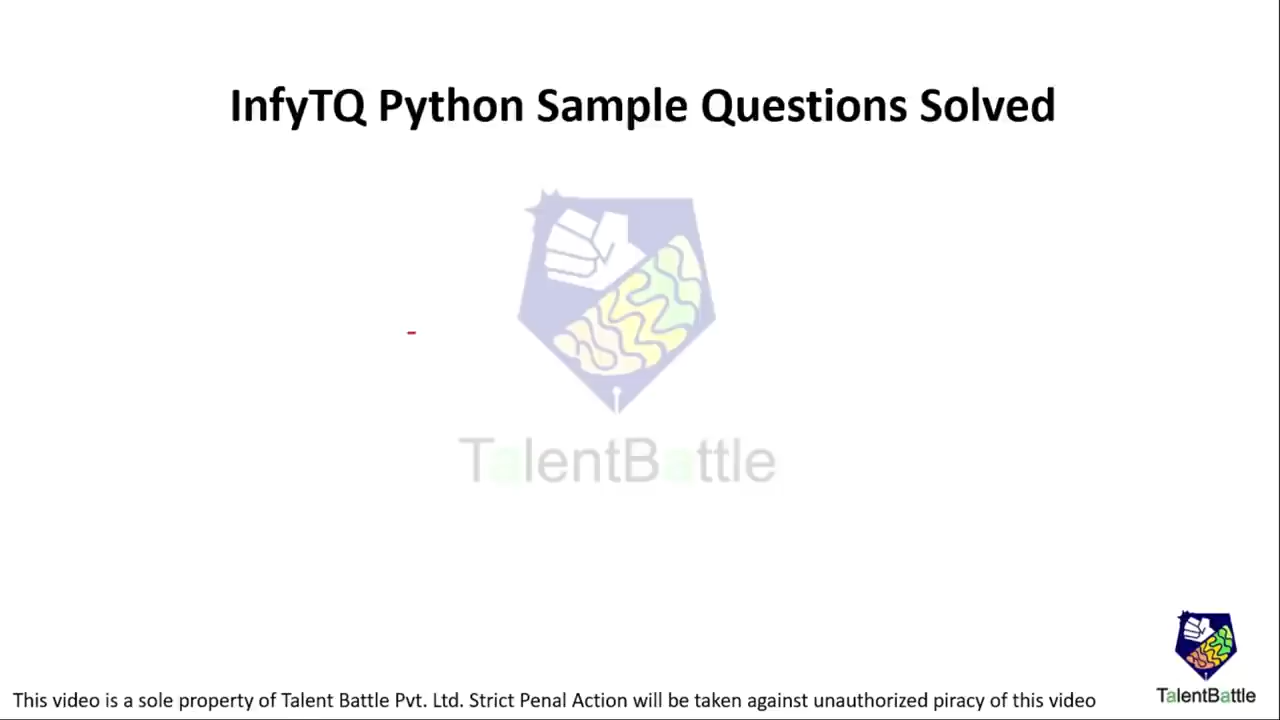 InfyTQ Python Sample Questions Solved
TalentBattle
TalentBattle
This video is a sole property of Talent Battle Pvt. Ltd. Strict Penal Action will be taken against unauthorized piracy of this video